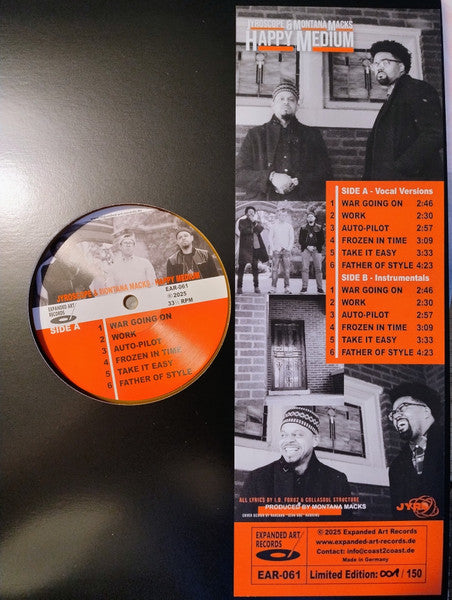 JYROSCOPE & MONTANA MACKS
HAPPY MEDIUM
SIDE A - Vocal Versions
1 WAR GOING ON 2:46
2 WORK 2:30
3 AUTO-PILOT 2:57
4 FROZEN IN TIME 3:09
5 TAKE IT EASY 3:33
6 FATHER OF STYLE 4:23
SIDE B - Instrumentals
1 WAR GOING ON 2:46
2 WORK 2:30
3 AUTO-PILOT 2:57
4 FROZEN IN TIME 3:09
5 TAKE IT EASY 3:33
6 FATHER OF STYLE 4:23
JYROSCOPE & MONTANA MACKS - HAPPY MEDIUM
EXPANDED ART
RECORDS
EAR-061
℗2025
33⅓ RPM
SIDE A
1 WAR GOING ON
2 WORK
3 AUTO-PILOT
4 FROZEN IN TIME
5 TAKE IT EASY
6 FATHER OF STYLE
ALL LYRICS BY I.B. FOKUZ & COLLASOUL STRUCTURE
PRODUCED BY MONTANA MACKS
COVER DESIGN BY
JYRO
EXPANDED ART
RECORDS
EAR-061
© 2025 Expanded Art Records
www.expanded-art-records.de
Contact: info@coast2coast.de
Made in Germany
Limited Edition: 001 / 150